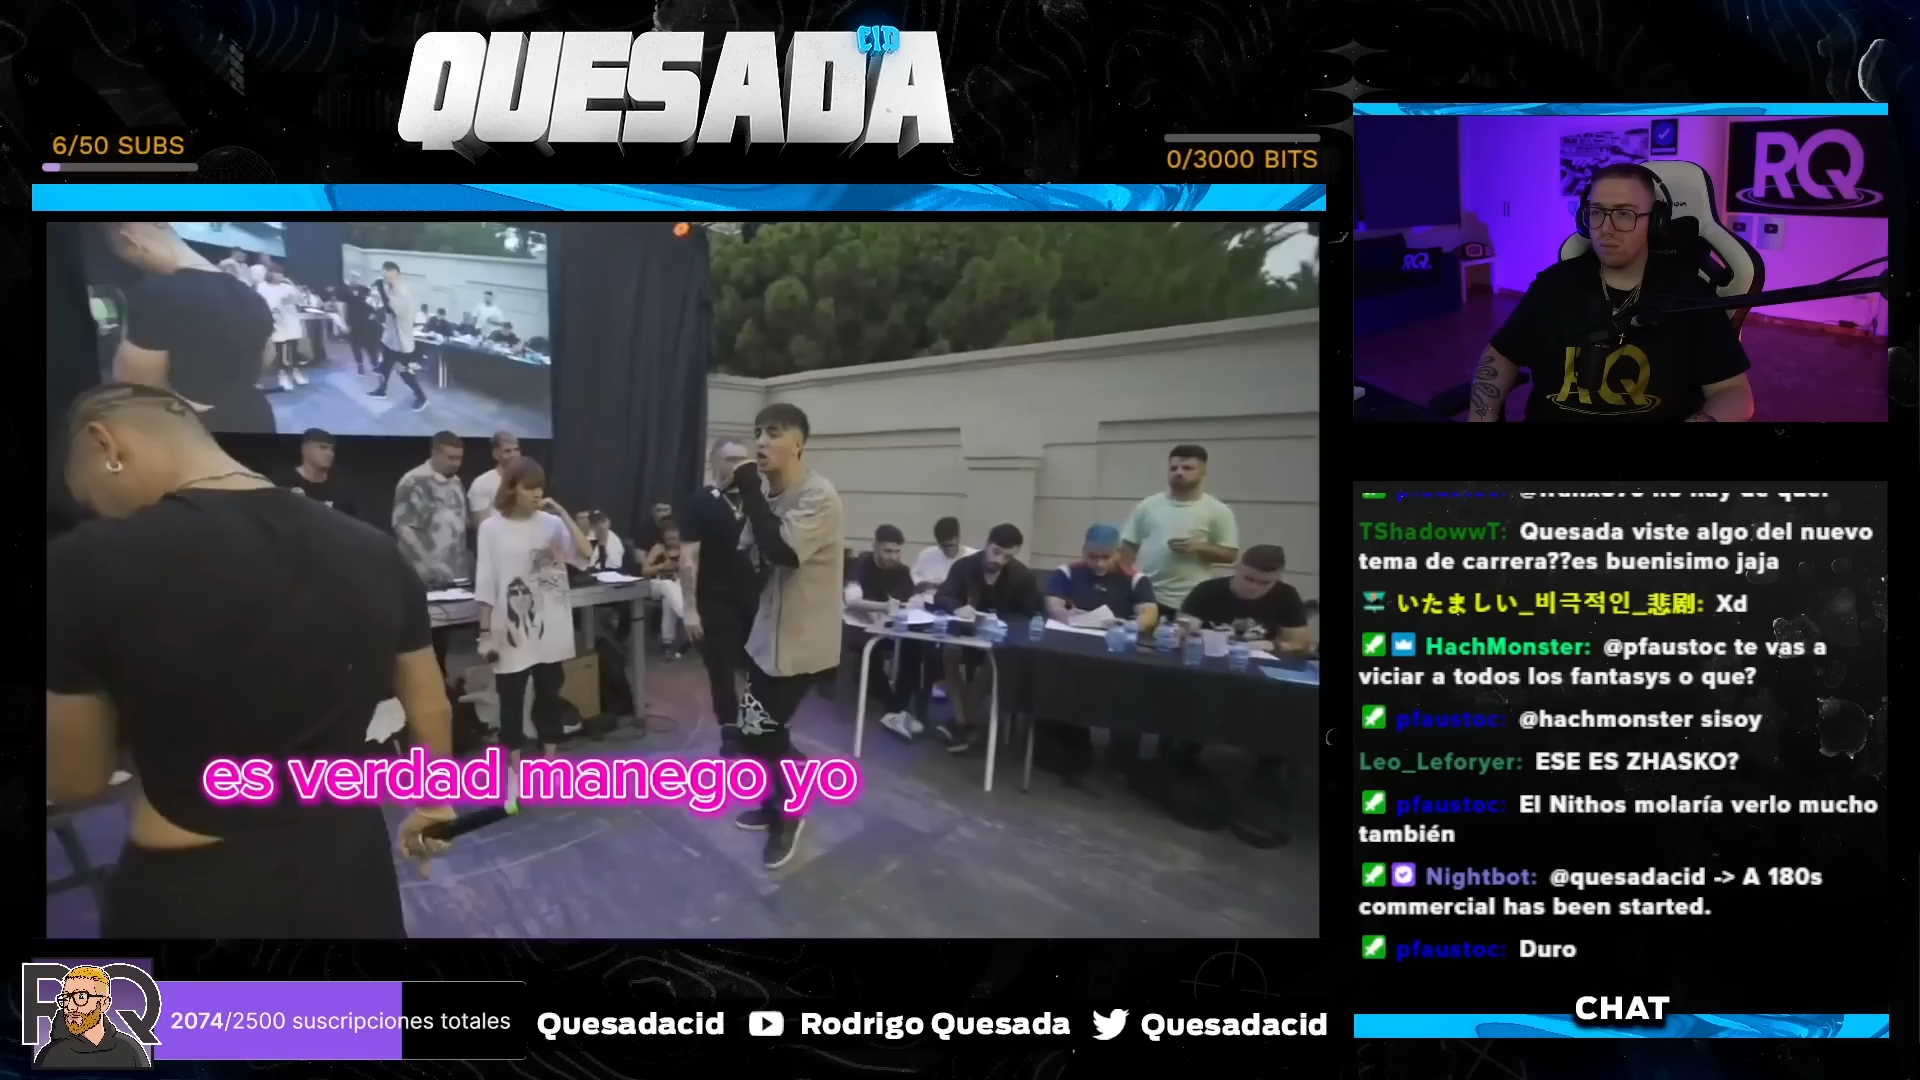 QUESADA
CID
6/50 SUBS
0/3000 BITS
RQ
RQ
RQ
es verdad manego yo
TShadowwT: Quesada viste algo del nuevo
tema de carrera??es buenisimo jaja
いたましい_비극적인_悲劇: Xd
HachMonster: @pfaustoc te vas a
viciar a todos los fantasys o que?
pfaustoc: @hachmonster sisoy
Leo_Leforyer: ESE ES ZHASKO?
pfaustoc: El Nithos molaría verlo mucho
también
Nightbot: @quesadacid -> A 180s
commercial has been started.
pfaustoc: Duro
CHAT
RQ
2074/2500 suscripciones totales
Quesadacid
Rodrigo Quesada
Quesadacid